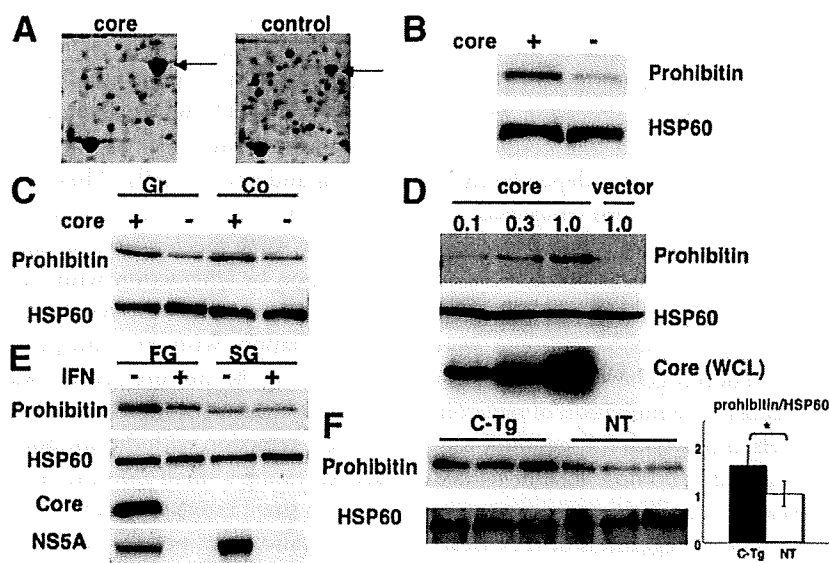 A
core
control
B
core + -
Prohibitin
HSP60
C
Gr Co
core + - + -
Prohibitin
HSP60
D
core vector
0.1 0.3 1.0 1.0
Prohibitin
HSP60
Core (WCL)
E
FG SG
IFN - + - +
Prohibitin
HSP60
Core
NS5A
F
C-Tg NT
Prohibitin
HSP60
prohibitin/HSP60
*
2
1
0
C-Tg NT